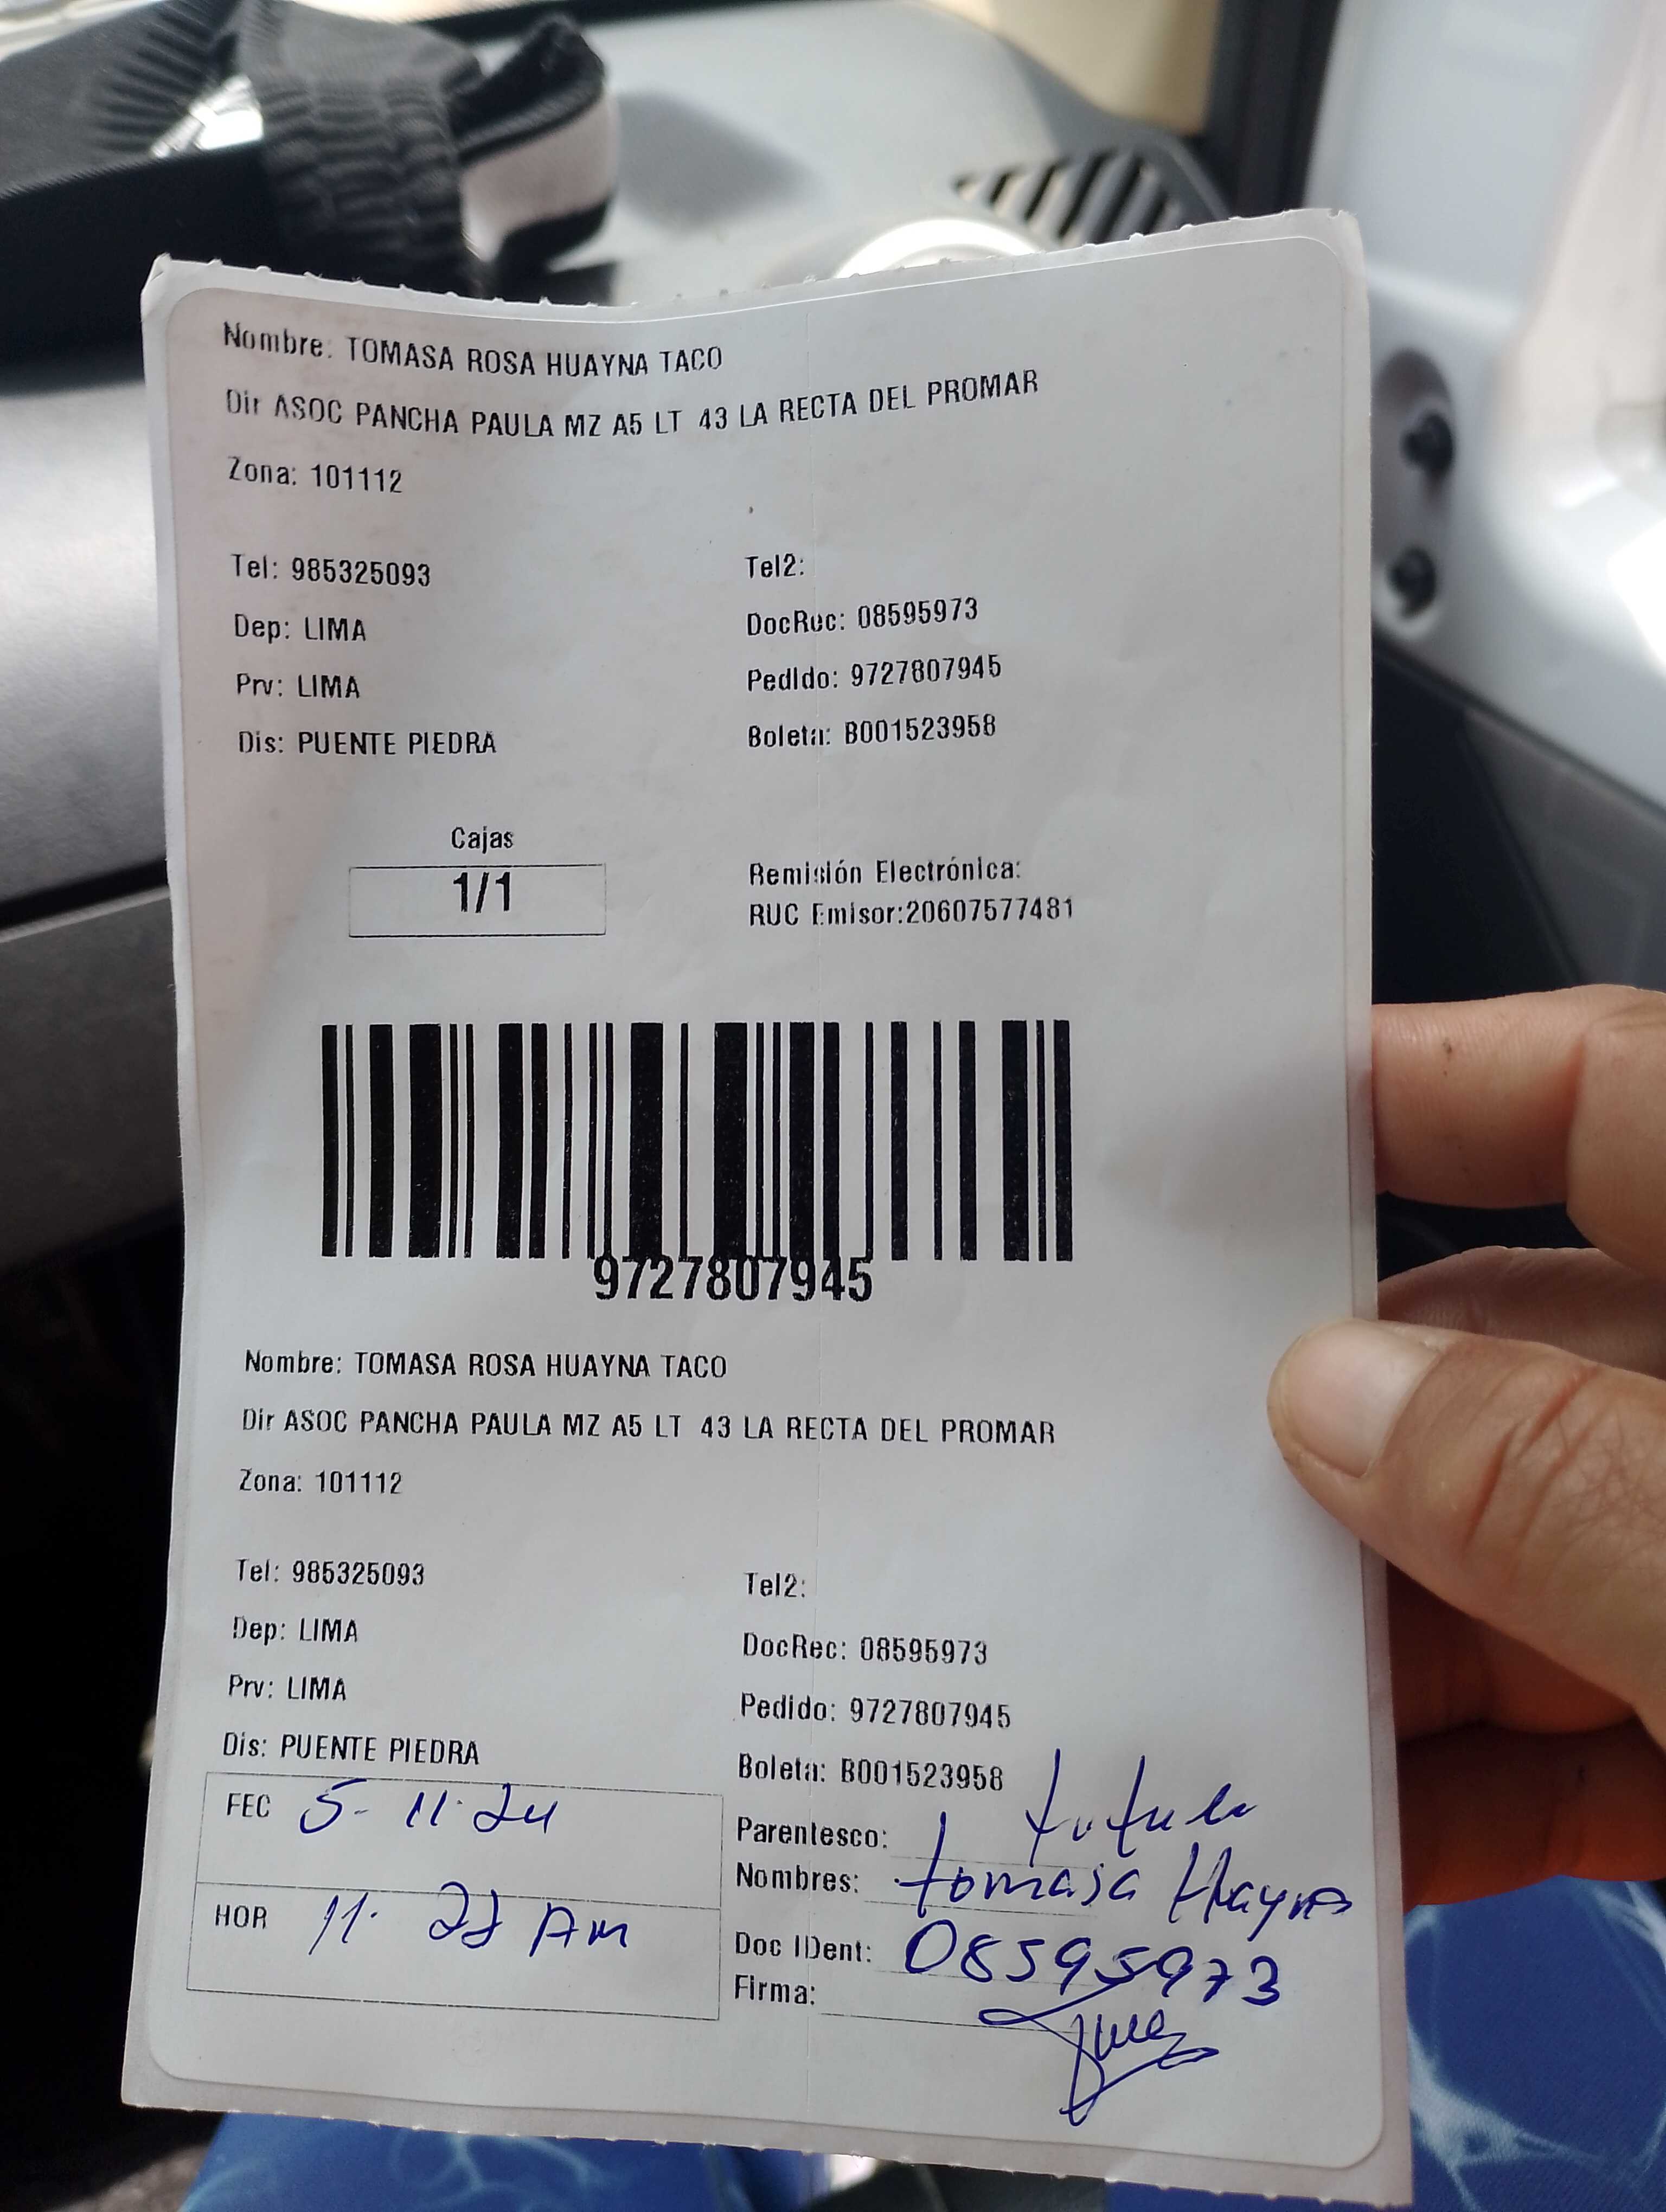 Nombre: TOMASA ROSA HUAYNA TACO
Dir ASOC PANCHA PAULA MZ A5 LT 43 LA RECTA DEL PROMAR
Zona: 101112
Tel: 985325093 Tel2:
Dep: LIMA DocRec: 08595973
Prv: LIMA Pedido: 9727807945
Dis: PUENTE PIEDRA Boleta: B001523958
Cajas
1/1
Remisión Electrónica:
RUC Emisor:20607577481
9727807945
Nombre: TOMASA ROSA HUAYNA TACO
Dir ASOC PANCHA PAULA MZ A5 LT 43 LA RECTA DEL PROMAR
Zona: 101112
Tel: 985325093 Tel2:
Dep: LIMA DocRec: 08595973
Prv: LIMA Pedido: 9727807945
Dis: PUENTE PIEDRA Boleta: B001523958
FEC 5-11-24
Parentesco:
Nombres: tomasa Huayna
HOR 11. 22 Am
Doc IDent: 08595973
Firma: